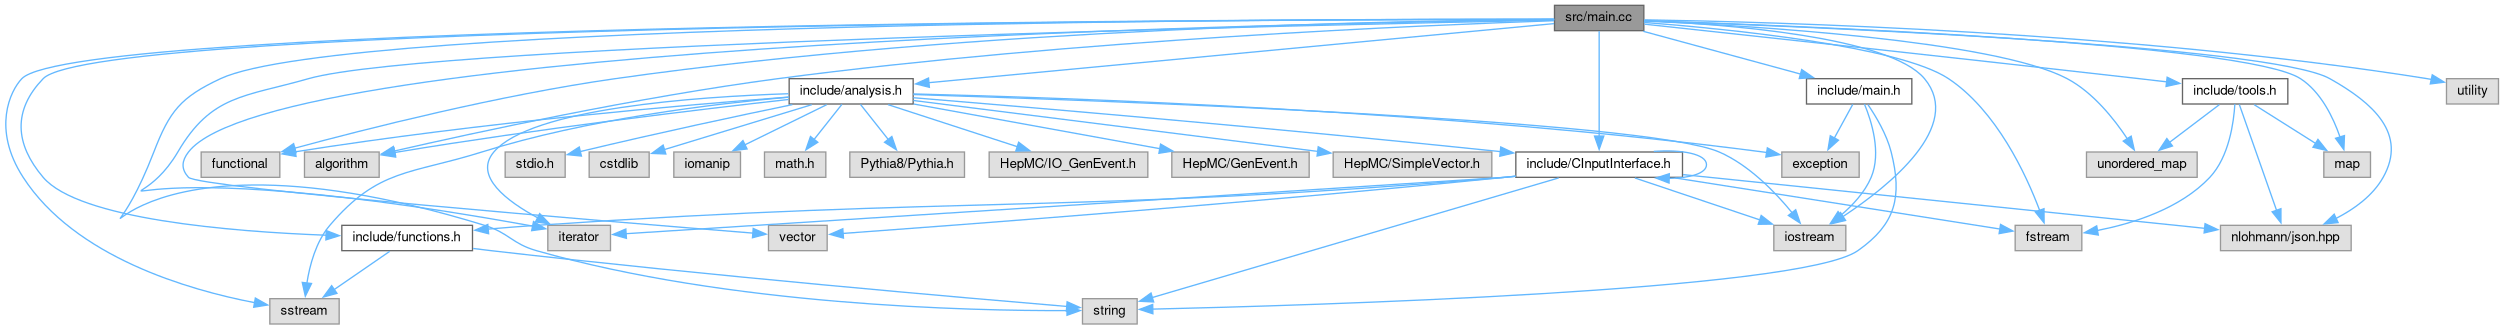 src/main.cc
include/analysis.h
include/main.h
include/tools.h
utility
functional
algorithm
stdio.h
cstdlib
iomanip
math.h
Pythia8/Pythia.h
HepMC/IO_GenEvent.h
HepMC/GenEvent.h
HepMC/SimpleVector.h
include/CInputInterface.h
exception
unordered_map
map
include/functions.h
iterator
vector
iostream
fstream
nlohmann/json.hpp
sstream
string